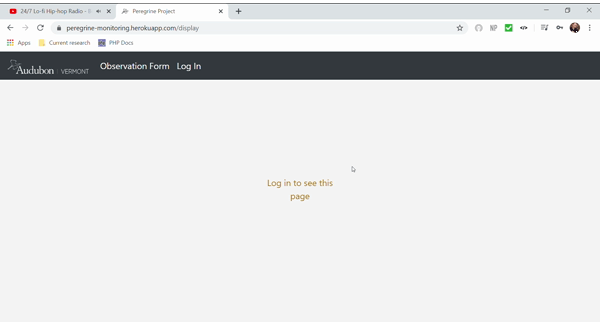 24/7 Lo-fi Hip-hop Radio - B
Peregrine Project
peregrine-monitoring.herokuapp.com/display
Apps Current research PHP Docs
Audubon | VERMONT Observation Form Log In
Log in to see this
page